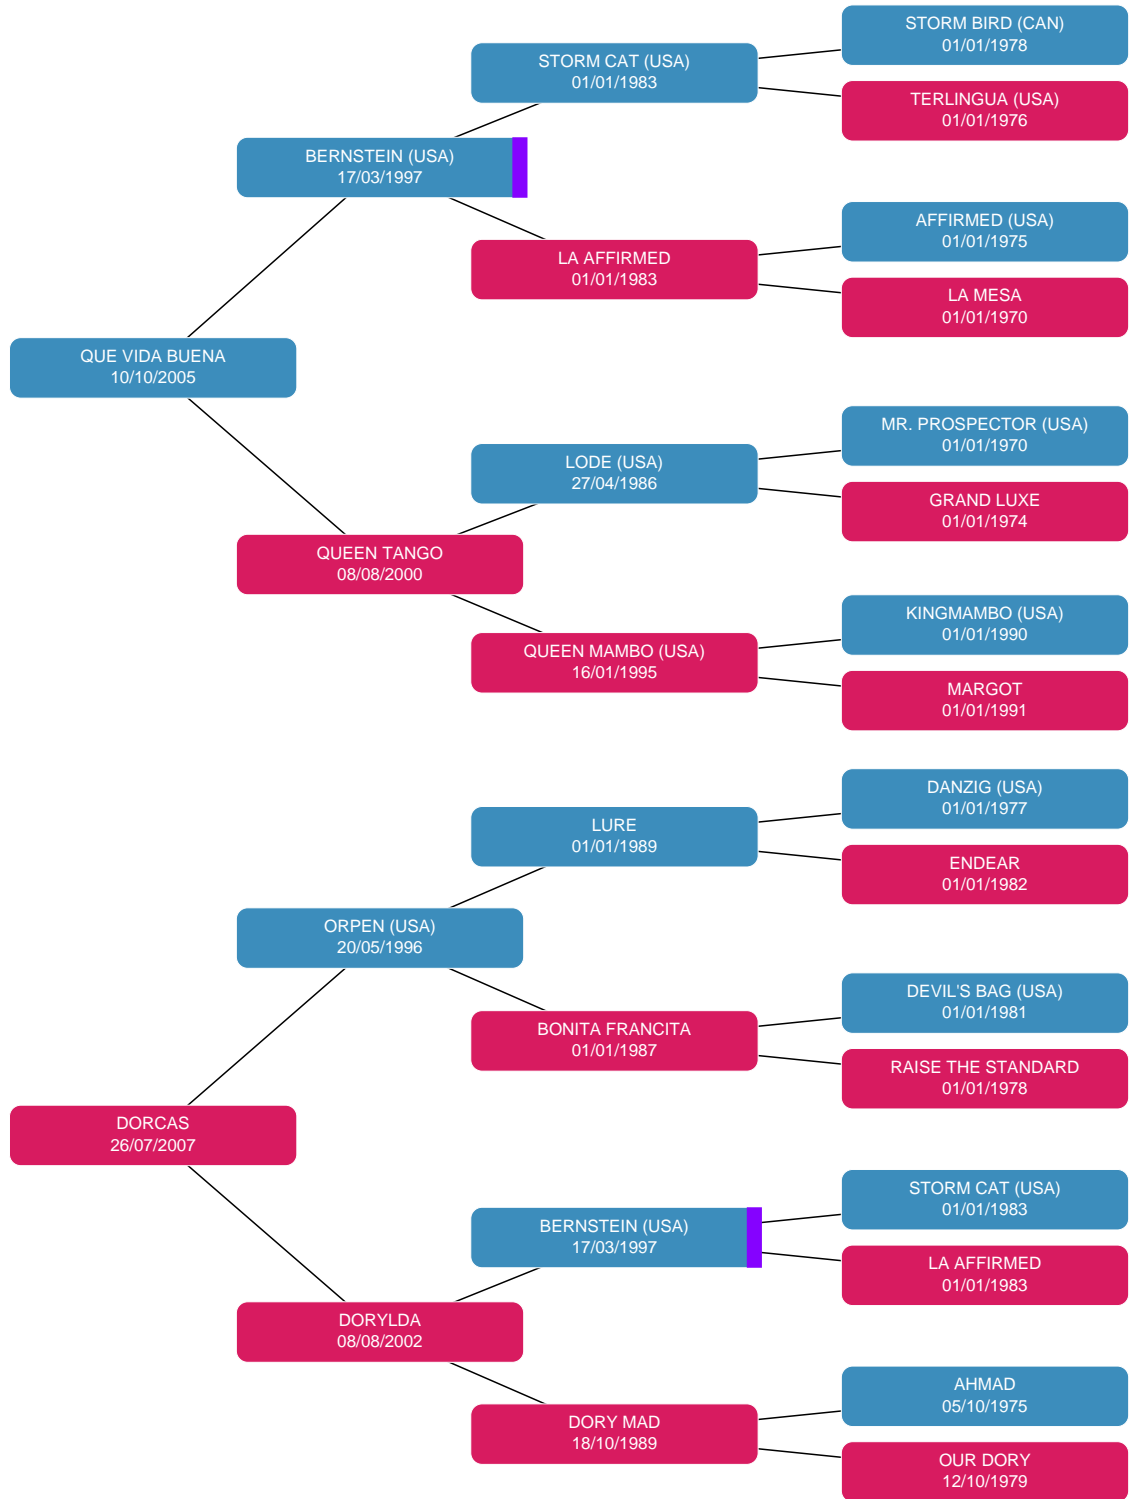 STORM BIRD (CAN)
01/01/1978
STORM CAT (USA)
01/01/1983
TERLINGUA (USA)
01/01/1976
BERNSTEIN (USA)
17/03/1997
AFFIRMED (USA)
01/01/1975
LA AFFIRMED
01/01/1983
LA MESA
01/01/1970
QUE VIDA BUENA
10/10/2005
MR. PROSPECTOR (USA)
01/01/1970
LODE (USA)
27/04/1986
GRAND LUXE
01/01/1974
QUEEN TANGO
08/08/2000
KINGMAMBO (USA)
01/01/1990
QUEEN MAMBO (USA)
16/01/1995
MARGOT
01/01/1991
DANZIG (USA)
01/01/1977
LURE
01/01/1989
ENDEAR
01/01/1982
ORPEN (USA)
20/05/1996
DEVIL'S BAG (USA)
01/01/1981
BONITA FRANCITA
01/01/1987
RAISE THE STANDARD
01/01/1978
DORCAS
26/07/2007
STORM CAT (USA)
01/01/1983
BERNSTEIN (USA)
17/03/1997
LA AFFIRMED
01/01/1983
DORYLDA
08/08/2002
AHMAD
05/10/1975
DORY MAD
18/10/1989
OUR DORY
12/10/1979